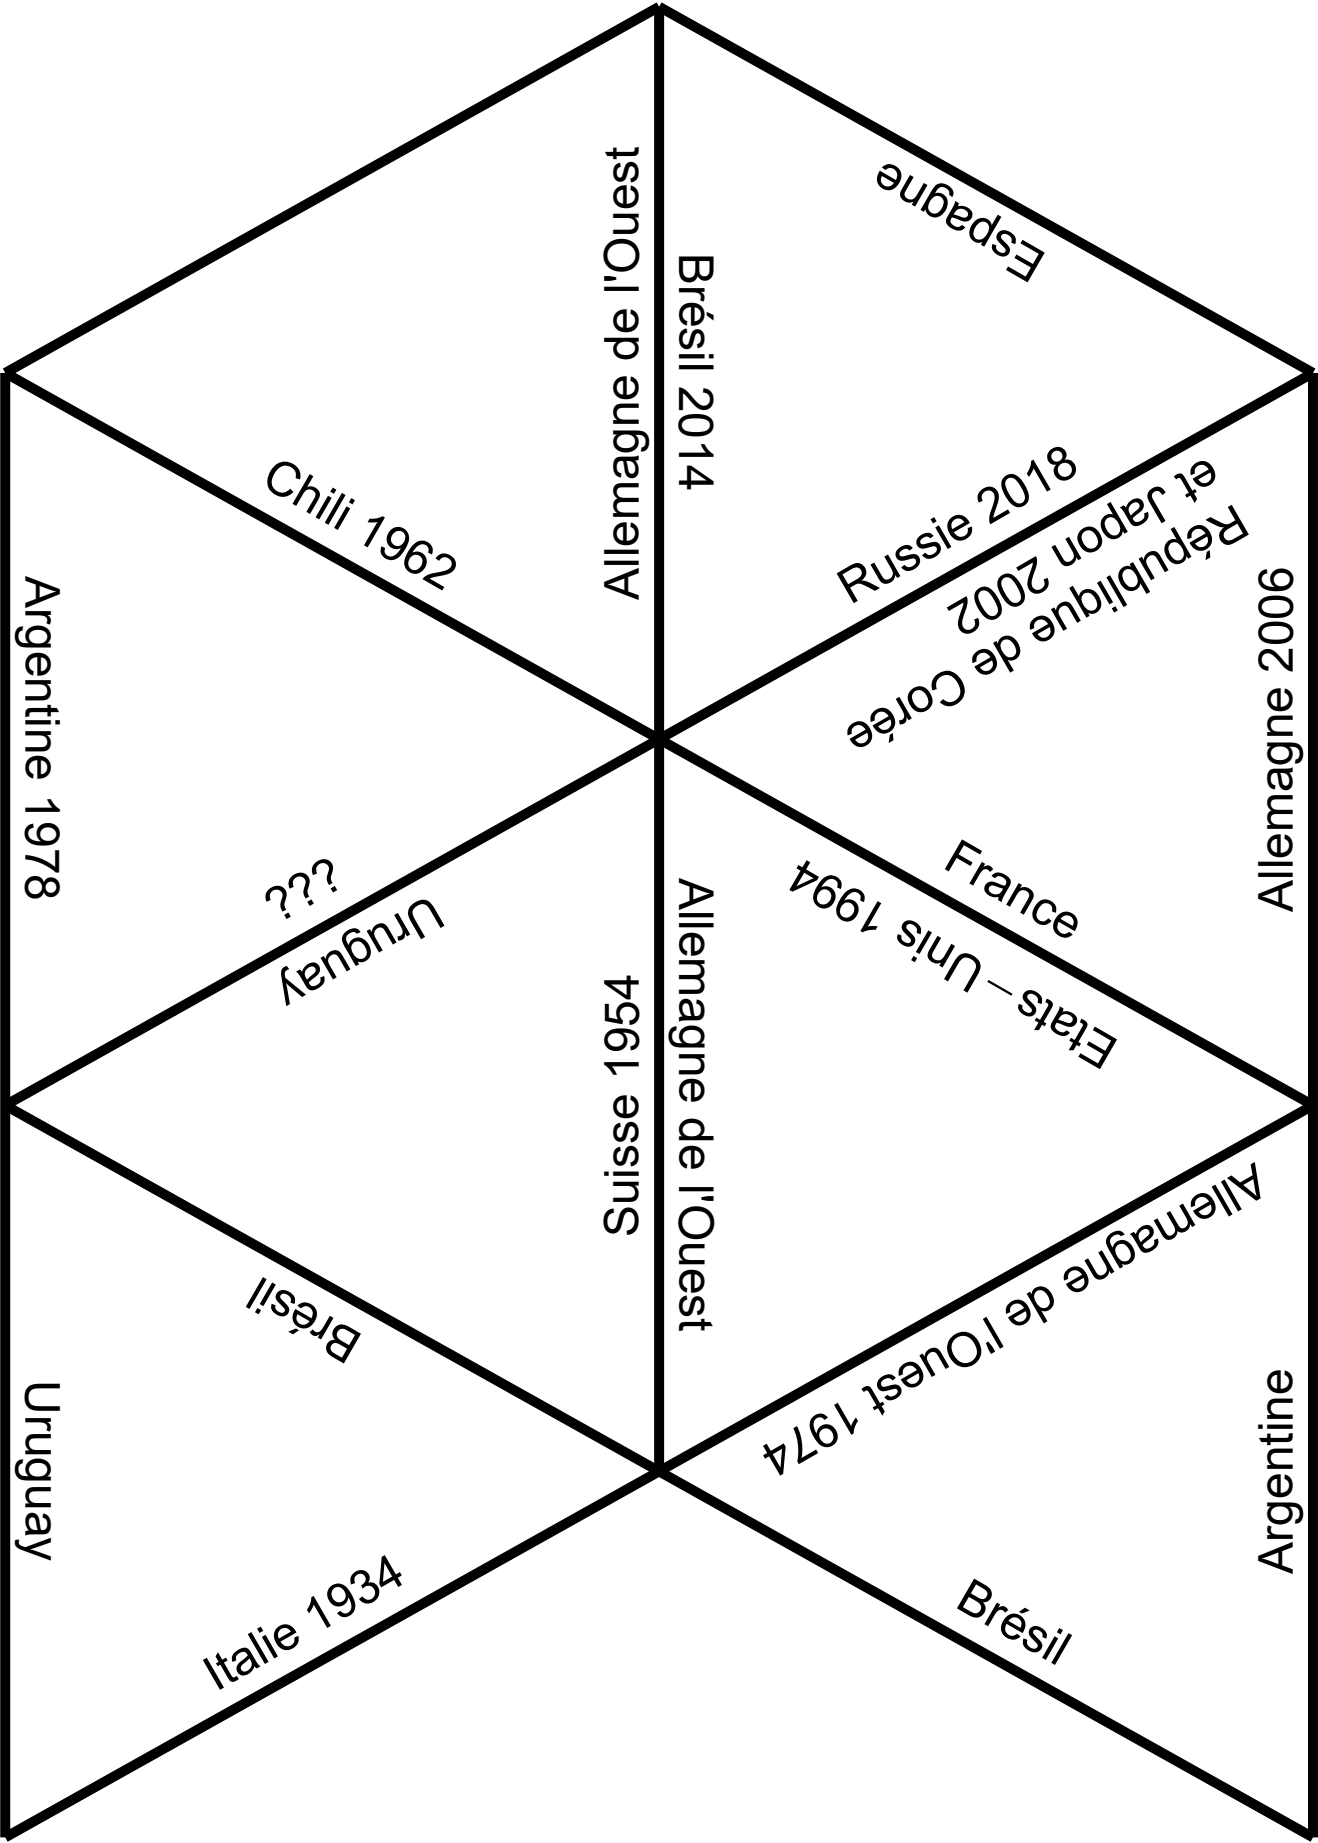 Espagne
Allemagne de l'Ouest
Brésil 2014
Chili 1962
Russie 2018
République de Corée
et Japon 2002
Argentine 1978
Allemagne 2006
???
Uruguay
France
Etats – Unis 1994
Allemagne de l'Ouest
Suisse 1954
Allemagne de l'Ouest 1974
Brésil
Uruguay
Argentine
Italie 1934
Brésil